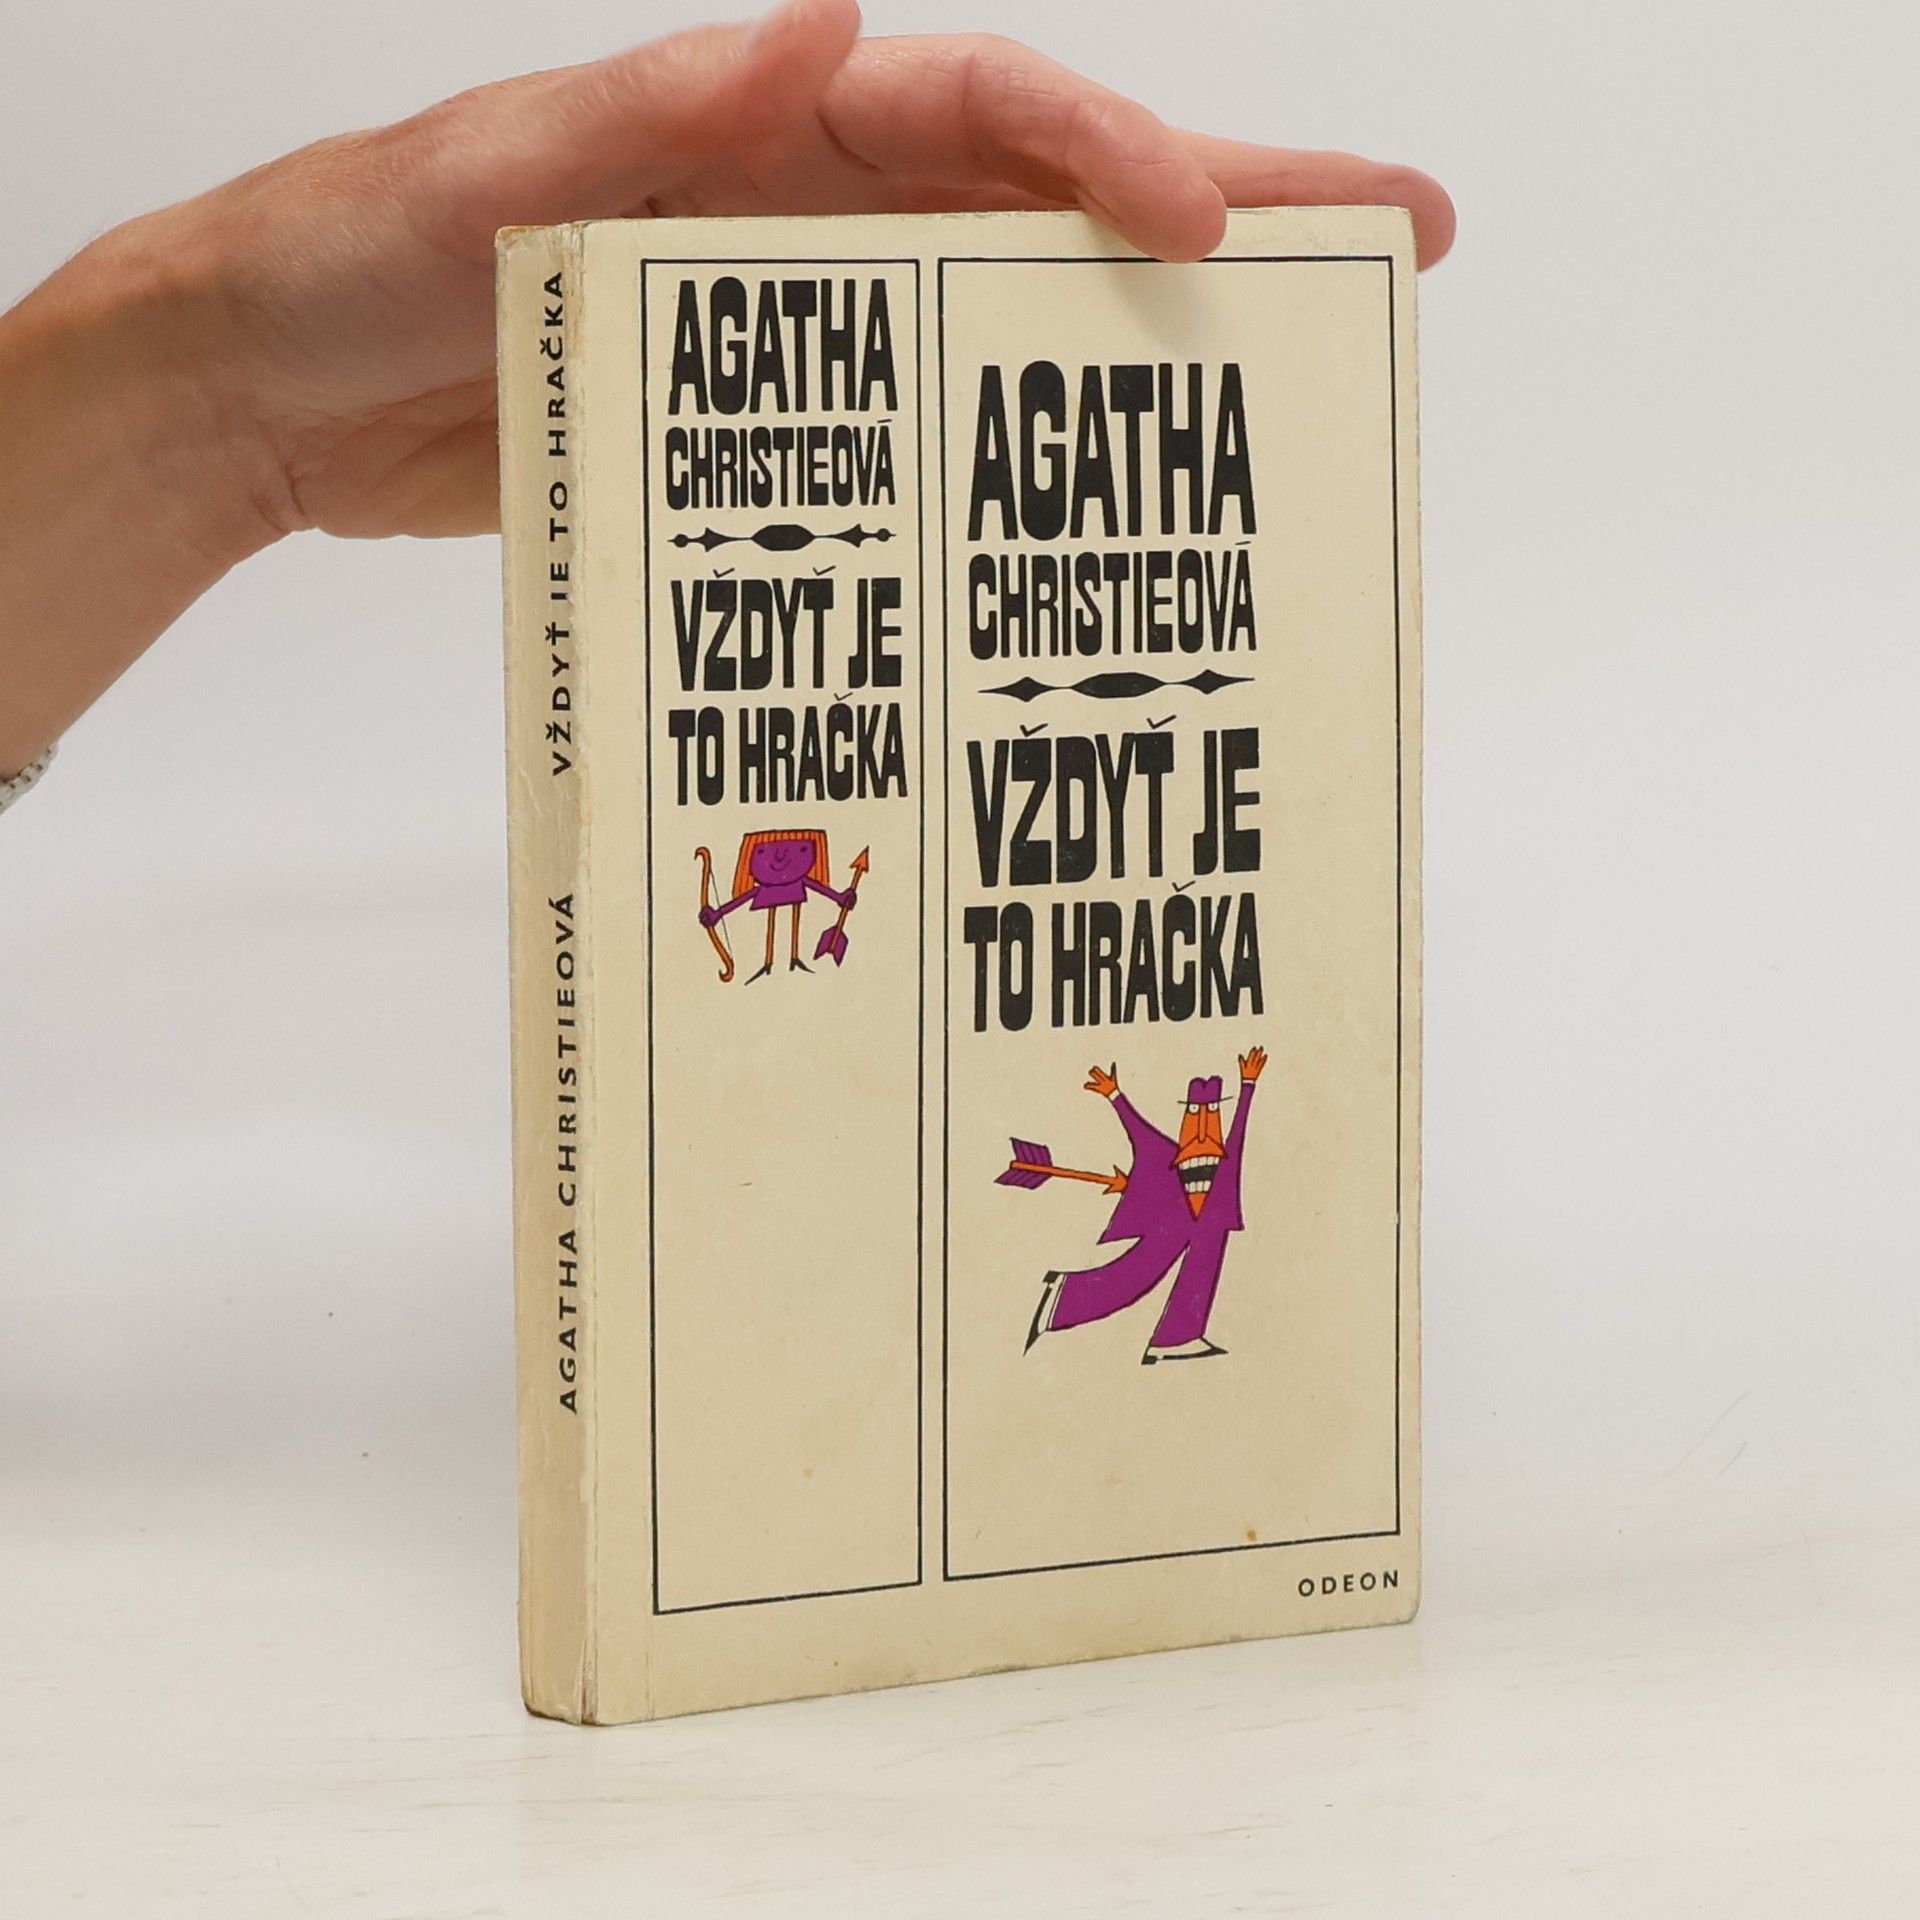 VŽDYŤ JE TO HRAČKA
AGATHA CHRISTIEOVÁ
AGATHA
CHRISTIEOVÁ
VŽDYŤ JE
TO HRAČKA
AGATHA
CHRISTIEOVÁ
VŽDYŤ JE
TO HRAČKA
ODEON